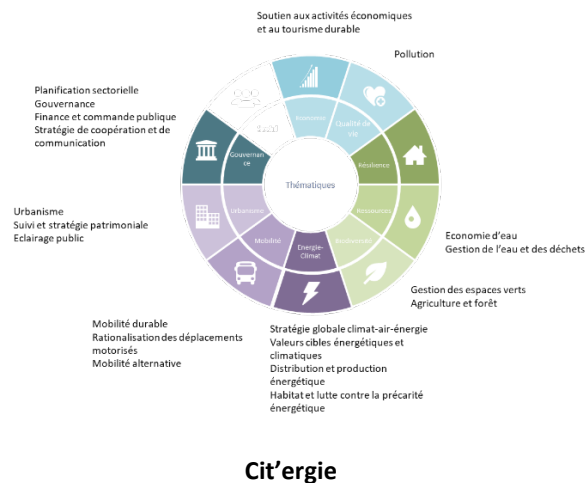 Soutien aux activités économiques
et au tourisme durable
Pollution
Planification sectorielle
Gouvernance
Finance et commande publique
Stratégie de coopération et de
communication
Economie
Qualité de
vie
Gouvernan
ce
Résilience
Thématiques
Urbanisme
Ressources
Mobilité
Energie-
Climat
Biodiversité
Urbanisme
Suivi et stratégie patrimoniale
Eclairage public
Economie d'eau
Gestion de l'eau et des déchets
Gestion des espaces verts
Agriculture et forêt
Mobilité durable
Rationalisation des déplacements
motorisés
Mobilité alternative
Stratégie globale climat-air-énergie
Valeurs cibles énergétiques et
climatiques
Distribution et production
énergétique
Habitat et lutte contre la précarité
énergétique
Cit'ergie